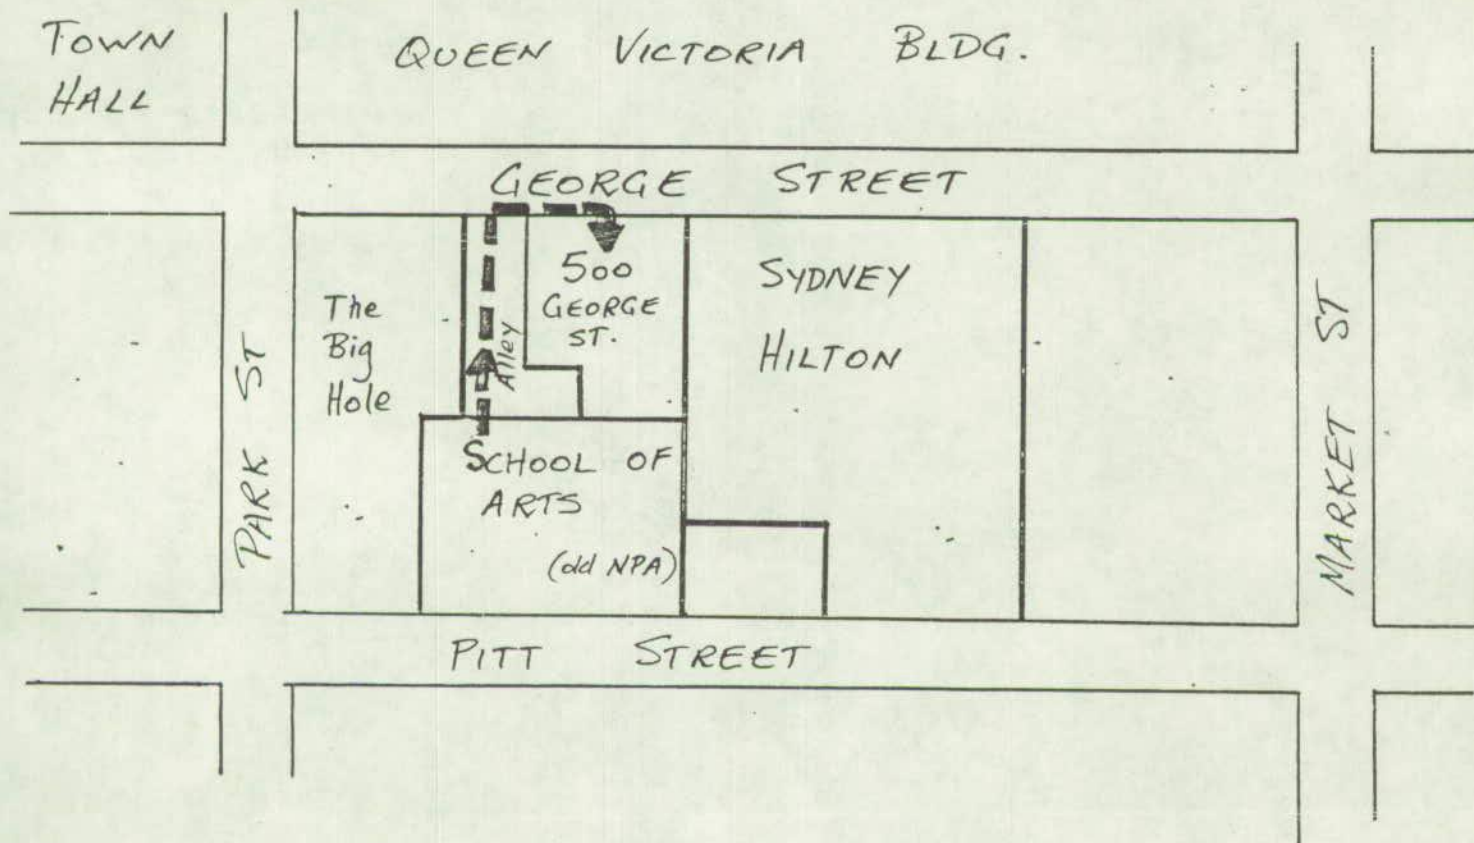 TOWN
HALL
QUEEN VICTORIA BLDG.
GEORGE STREET
The
Big
Hole
Alley
500
GEORGE
ST.
SYDNEY
HILTON
PARK ST
MARKET ST
SCHOOL OF
ARTS
(old NPA)
PITT STREET